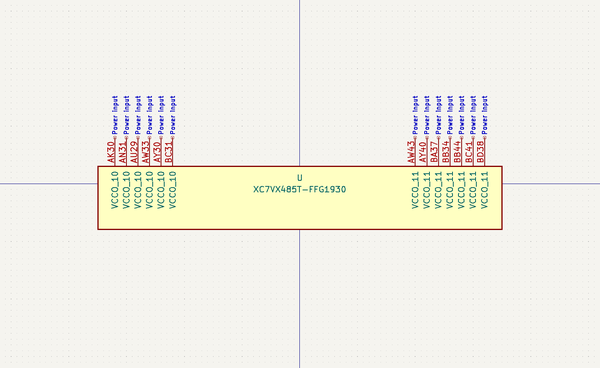 Power Input Power Input Power Input Power Input Power Input Power Input
Power Input Power Input Power Input Power Input Power Input Power Input Power Input
AK30 AN31 AU29 AW33 AY30 BC31
AW43 AY40 BA37 BB34 BB44 BC41 BD38
VCCO_10 VCCO_10 VCCO_10 VCCO_10 VCCO_10 VCCO_10
VCCO_11 VCCO_11 VCCO_11 VCCO_11 VCCO_11 VCCO_11 VCCO_11
U
XC7VX485T-FFG1930